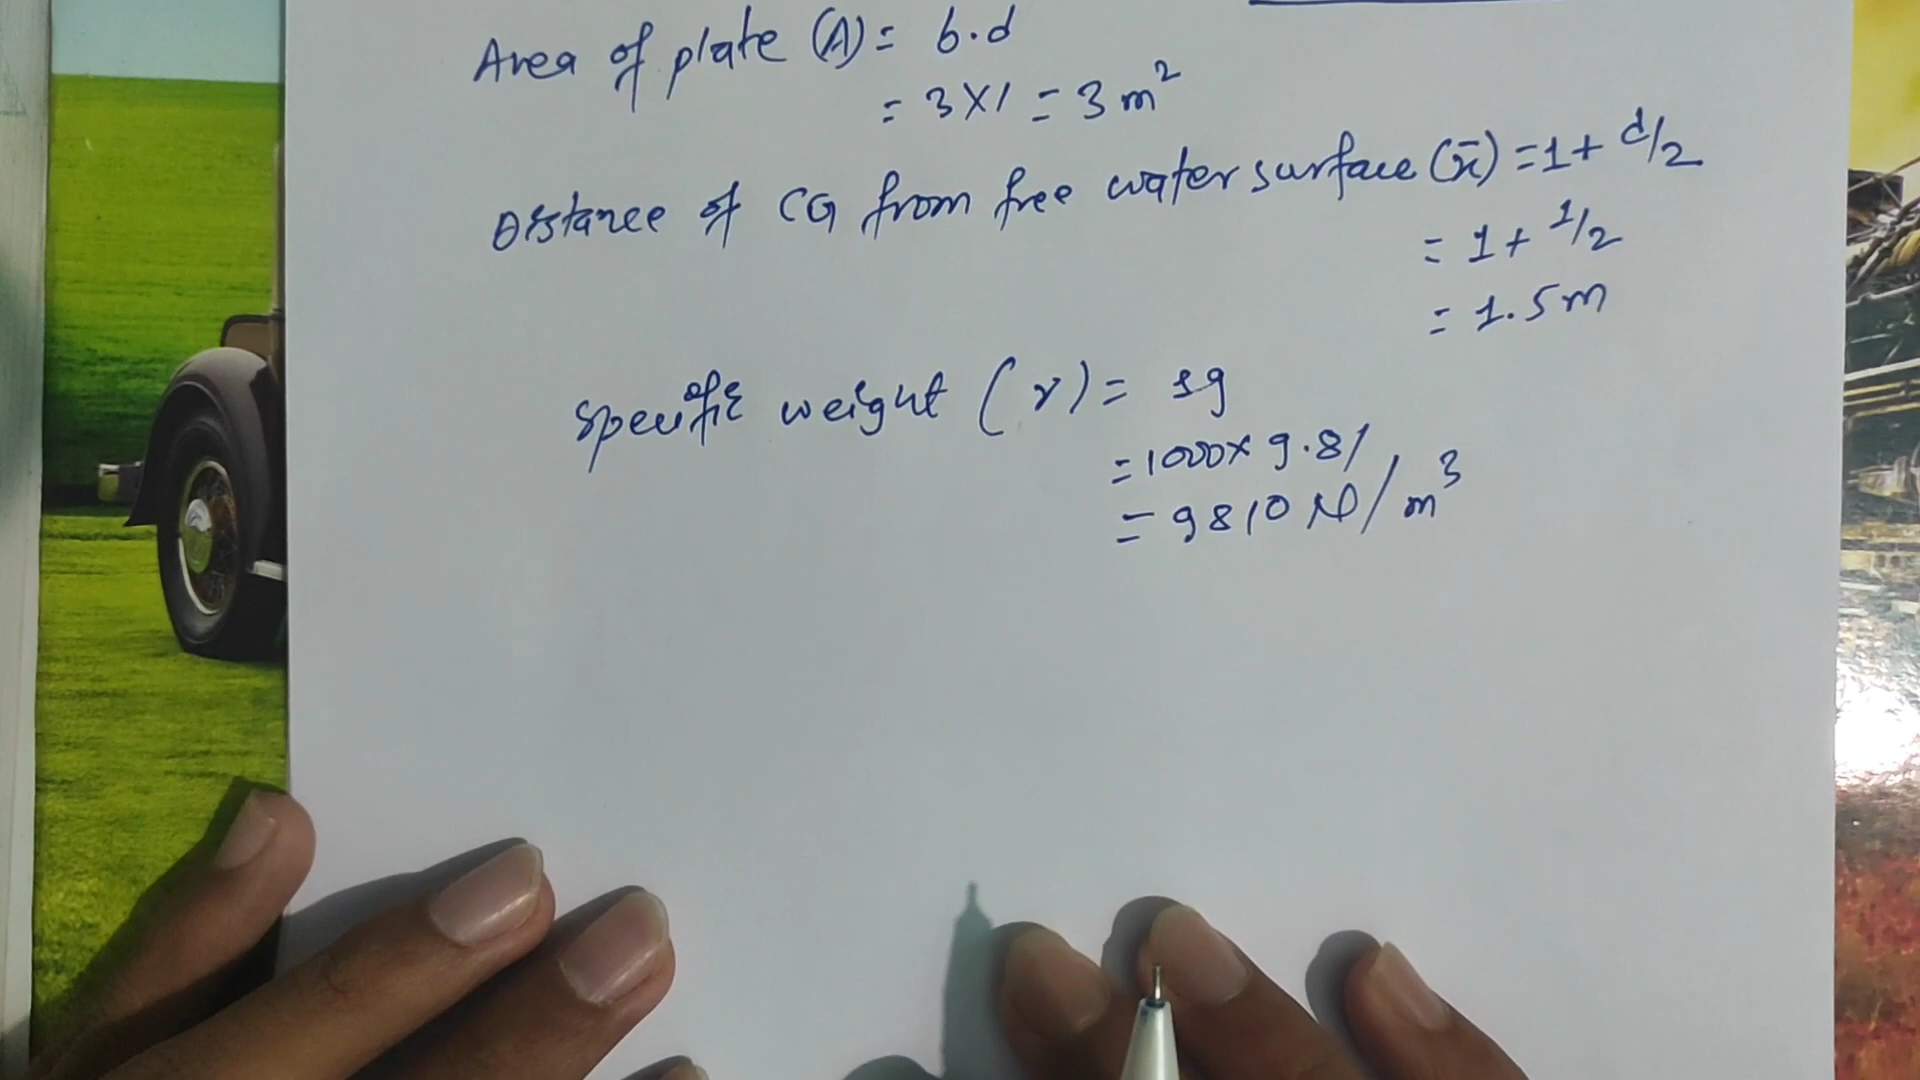 Area of plate (A) = b.d
= 3 X 1 = 3 m²
Distance of CG from free water surface (x̄) = 1 + d/2
= 1 + 1/2
= 1.5 m
Specific weight (γ) = ρg
= 1000 x 9.81
= 9810 N/m³